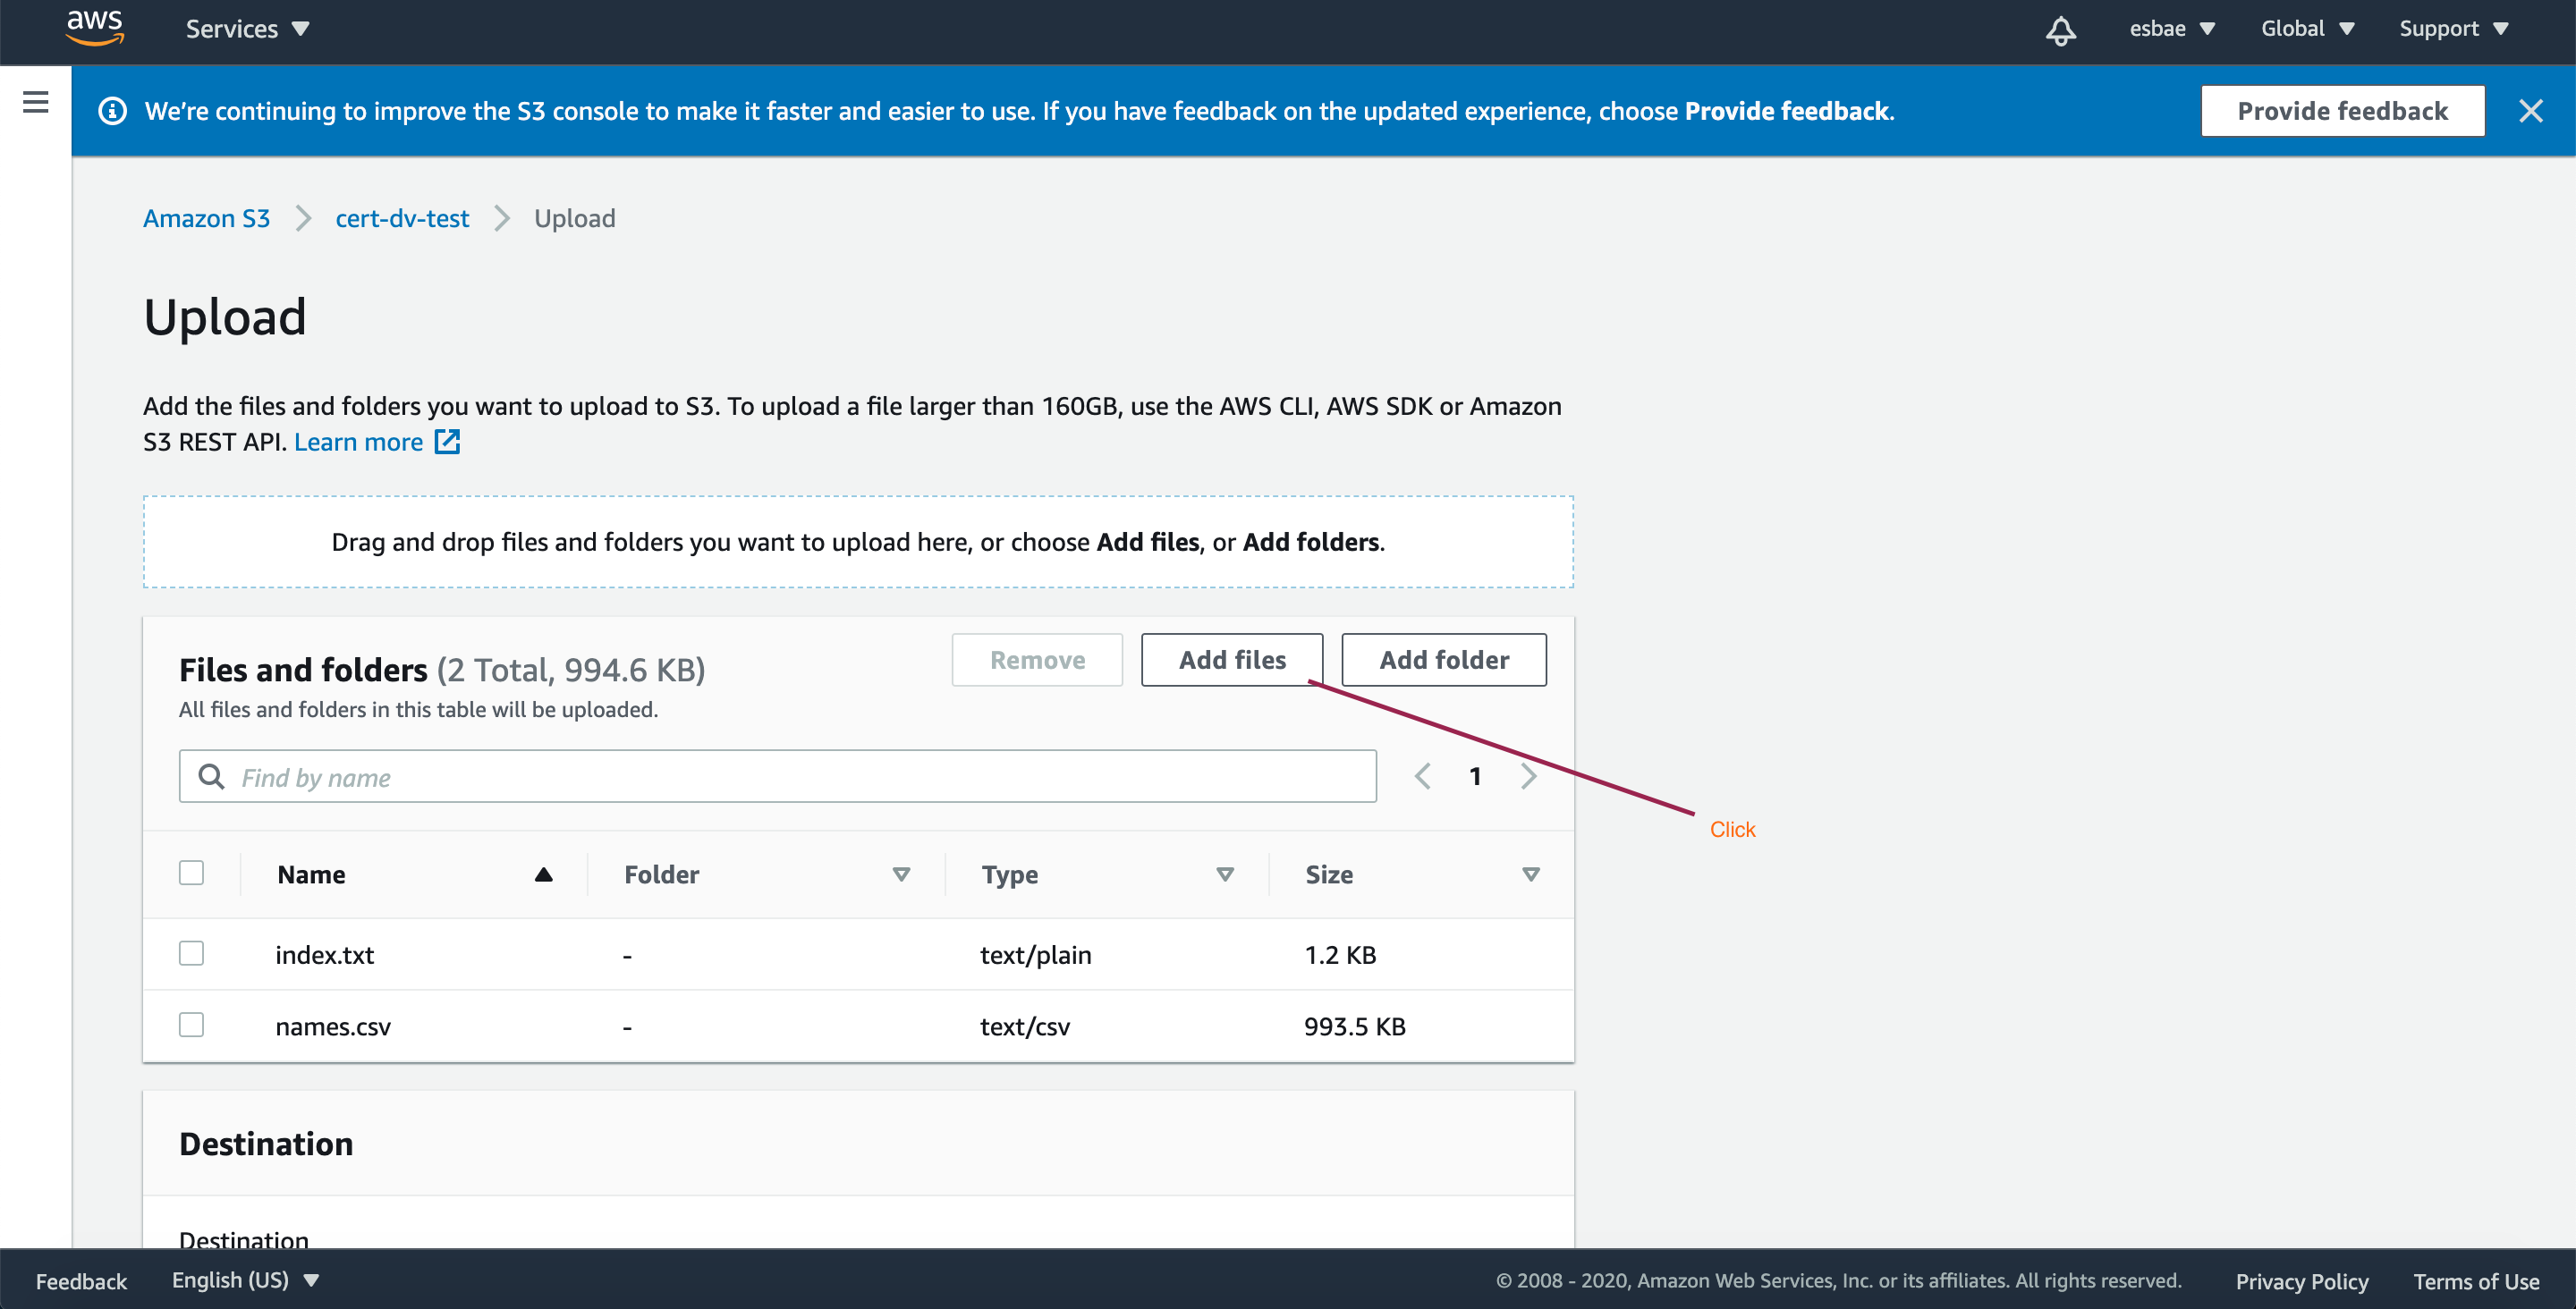 aws Services esbae Global Support
We're continuing to improve the S3 console to make it faster and easier to use. If you have feedback on the updated experience, choose Provide feedback. Provide feedback
Amazon S3 cert-dv-test Upload
Upload
Add the files and folders you want to upload to S3. To upload a file larger than 160GB, use the AWS CLI, AWS SDK or Amazon
S3 REST API. Learn more
Drag and drop files and folders you want to upload here, or choose Add files, or Add folders.
Files and folders (2 Total, 994.6 KB) Remove Add files Add folder
All files and folders in this table will be uploaded.
Find by name 1
Click
Name Folder Type Size
index.txt - text/plain 1.2 KB
names.csv - text/csv 993.5 KB
Destination
Destination
Feedback English (US) © 2008 - 2020, Amazon Web Services, Inc. or its affiliates. All rights reserved. Privacy Policy Terms of Use